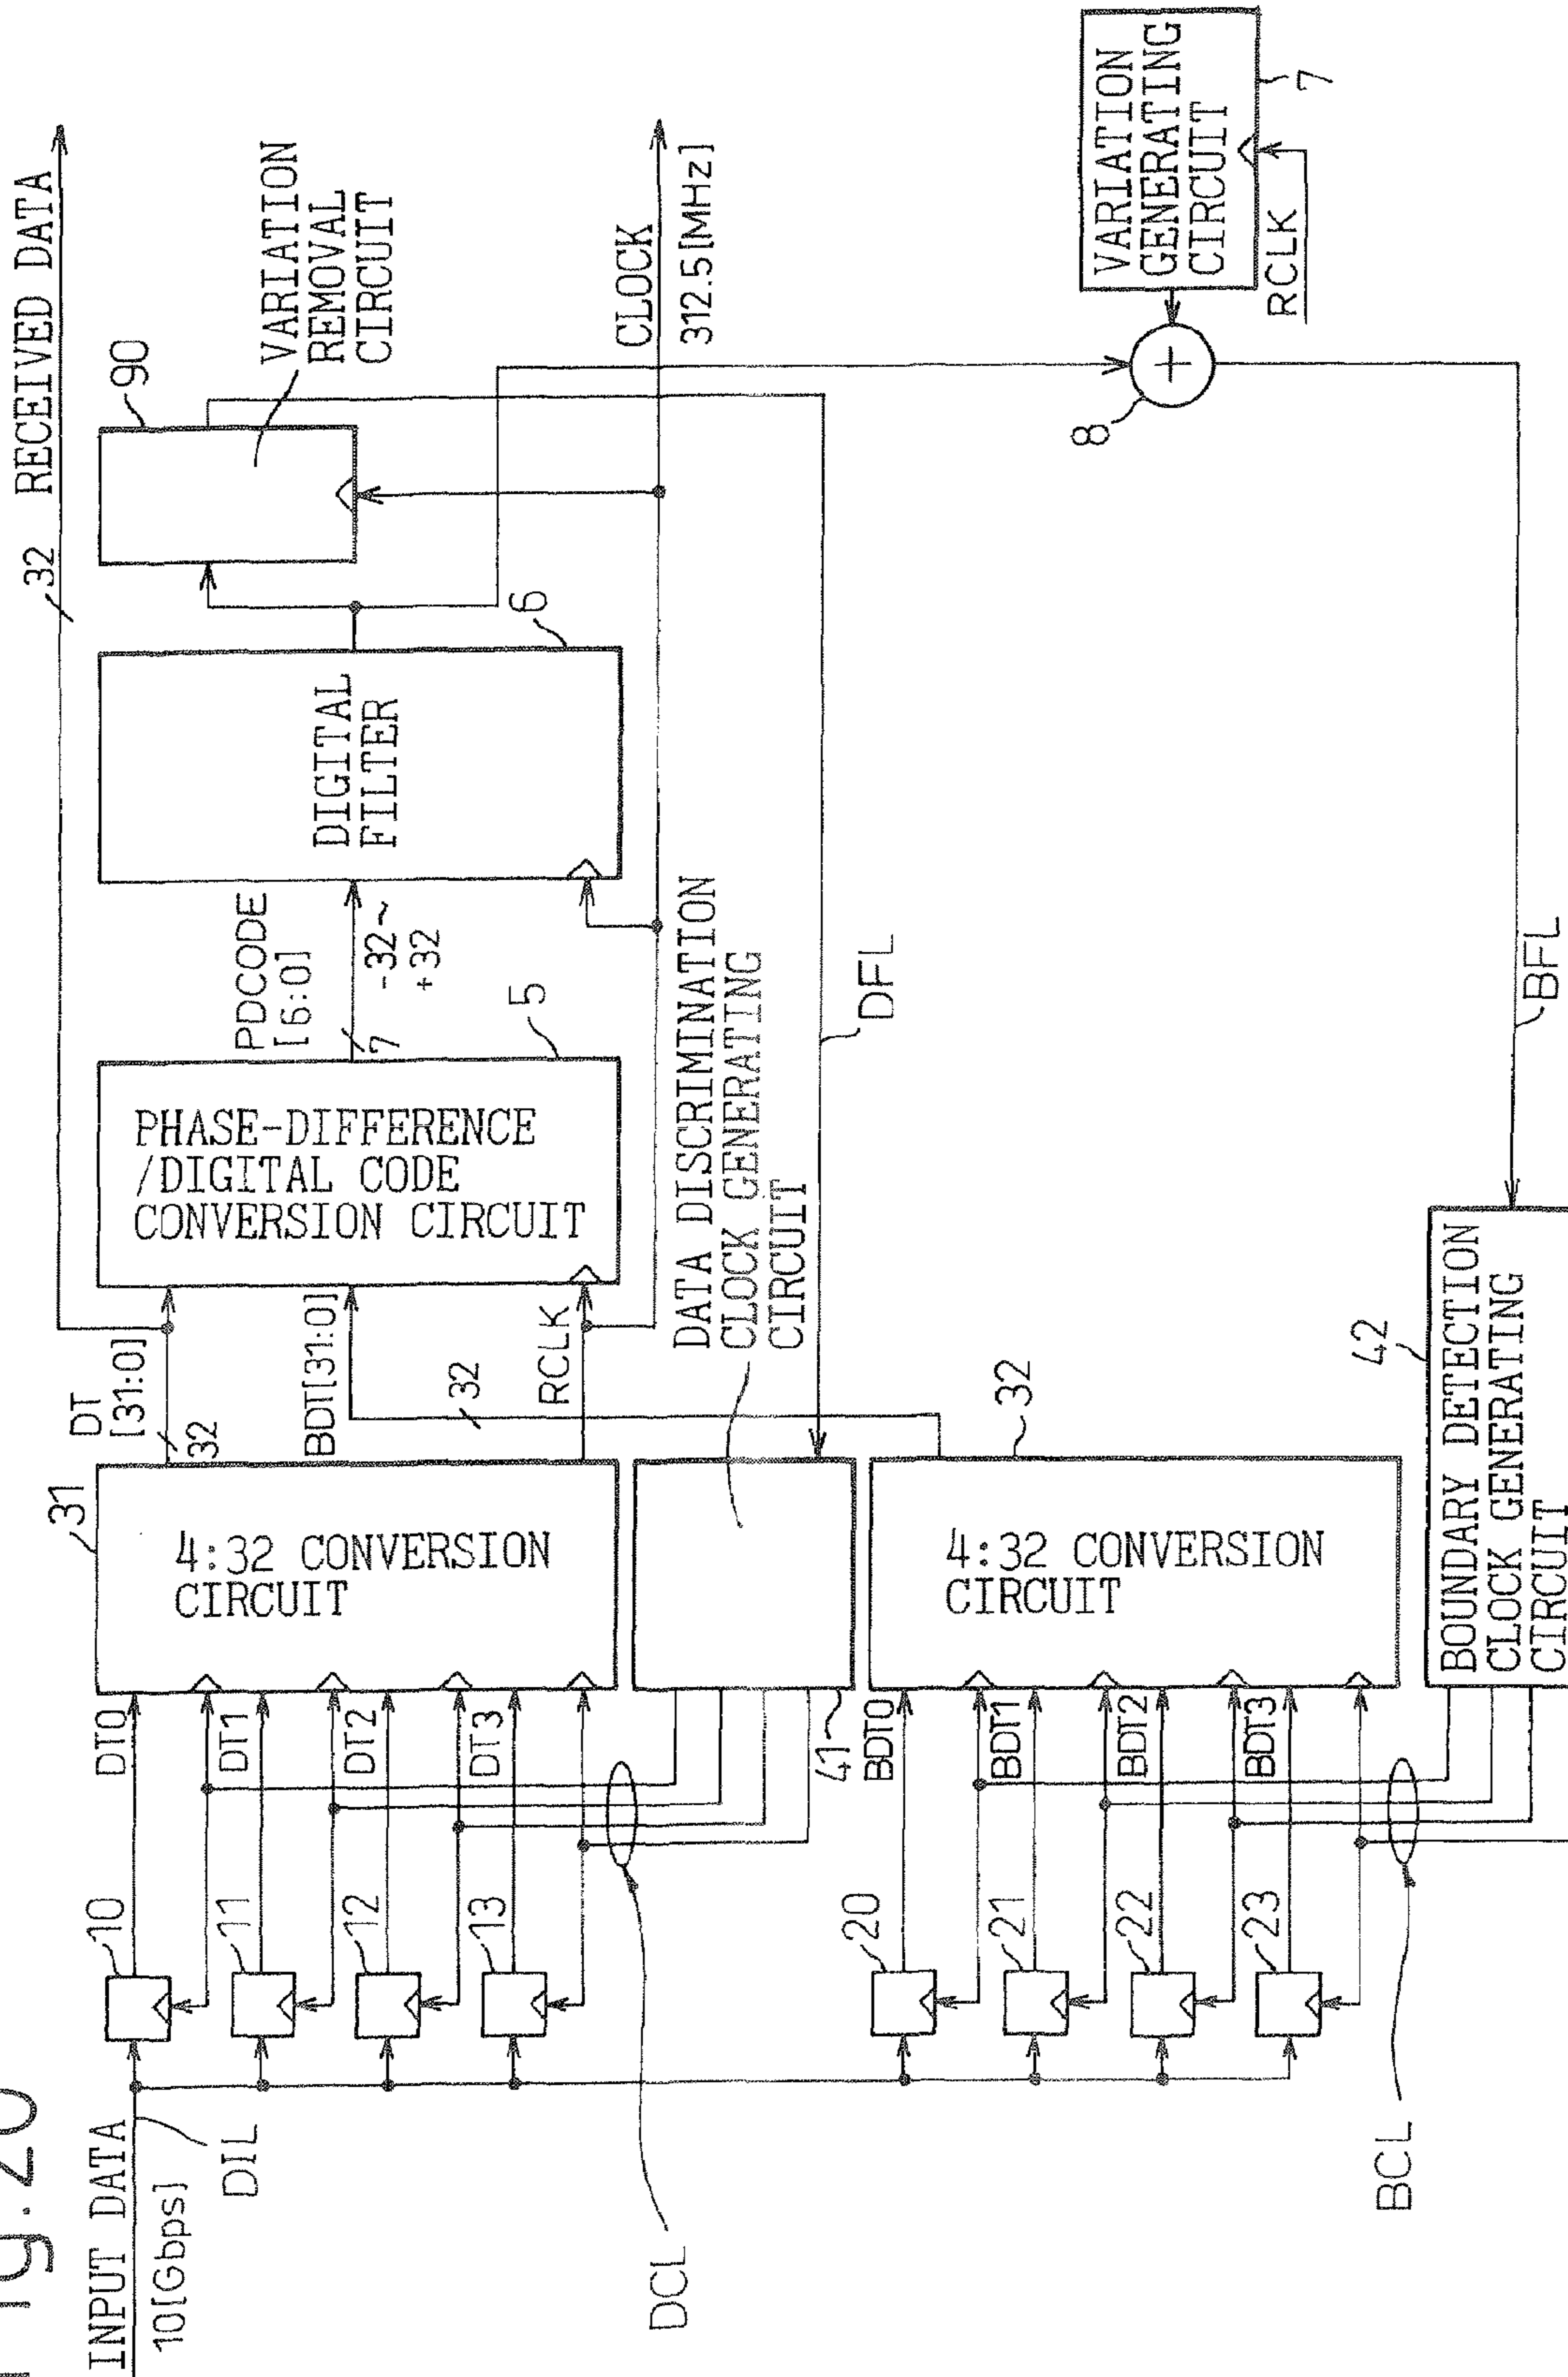 Fig.20
INPUT DATA
10[Gbps]
DIL
10
11
12
13
DT0
DT1
DT2
DT3
DCL
31
4:32 CONVERSION
CIRCUIT
41
DATA DISCRIMINATION
CLOCK GENERATING
CIRCUIT
20
21
22
23
BDT0
BDT1
BDT2
BDT3
BCL
32
4:32 CONVERSION
CIRCUIT
42
BOUNDARY DETECTION
CLOCK GENERATING
CIRCUIT
DT
[31:0]
32
BDT[31:0]
32
RCLK
PHASE-DIFFERENCE
/DIGITAL CODE
CONVERSION CIRCUIT
5
PDCODE
[6:0]
7
-32~
+32
DIGITAL
FILTER
6
32 RECEIVED DATA
90
VARIATION
REMOVAL
CIRCUIT
CLOCK
312.5[MHz]
DFL
8
+
VARIATION
GENERATING
CIRCUIT
7
RCLK
BFL